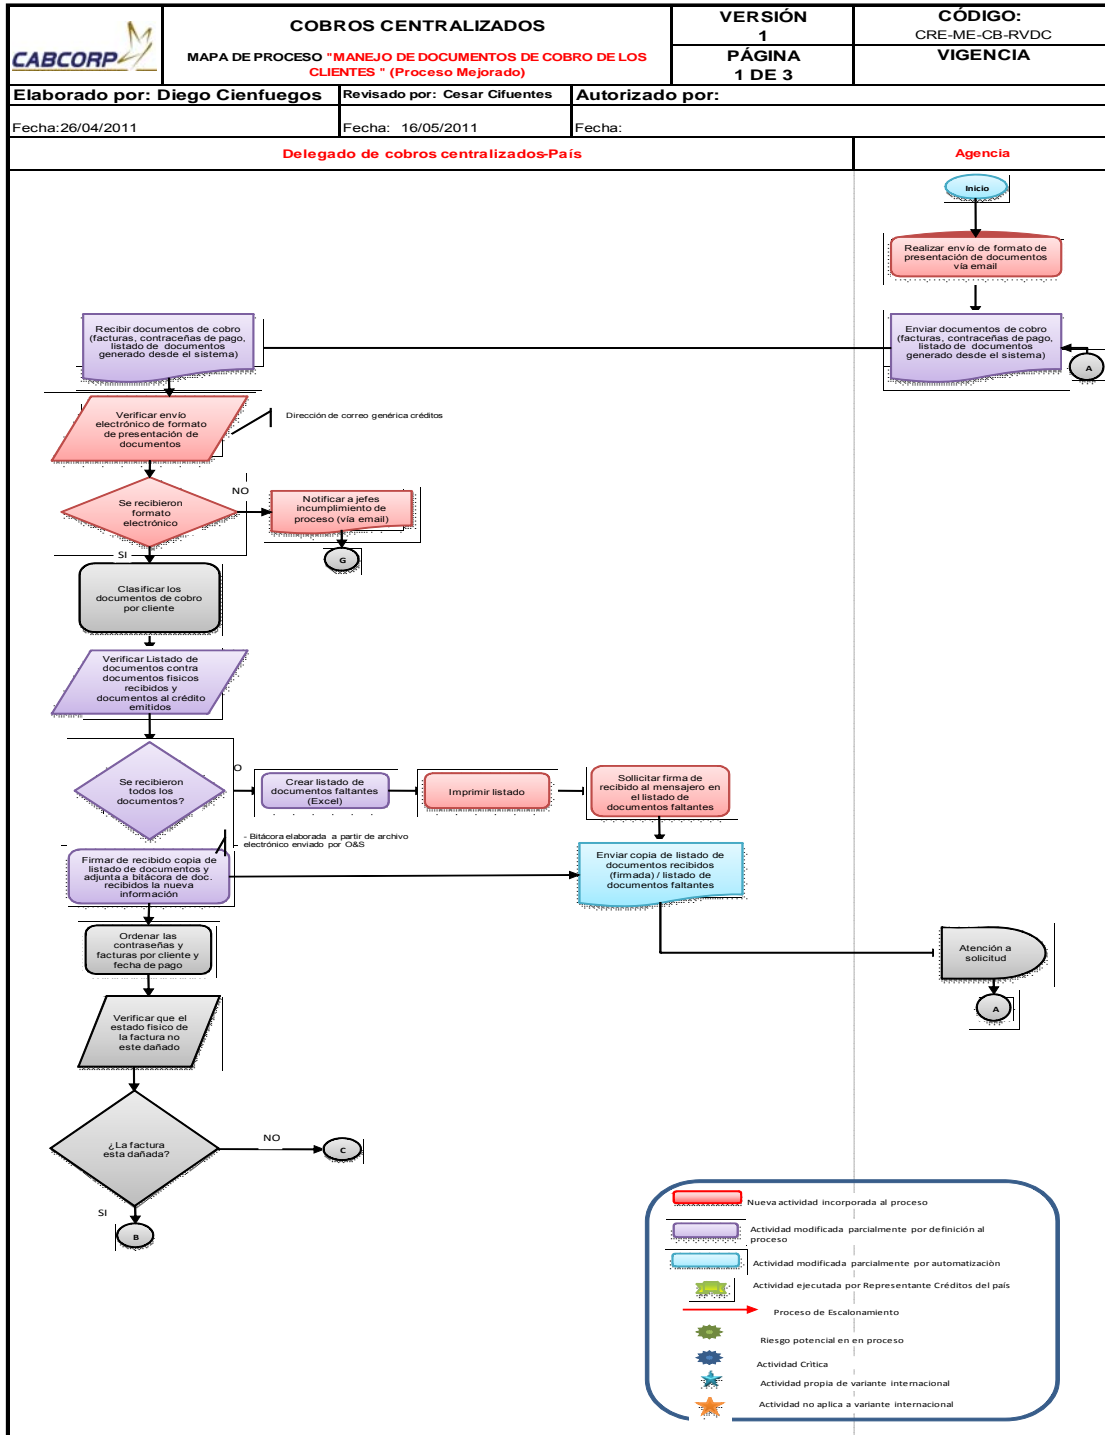 CABCORP
COBROS CENTRALIZADOS
MAPA DE PROCESO "MANEJO DE DOCUMENTOS DE COBRO DE LOS
CLIENTES " (Proceso Mejorado)
VERSIÓN
1
PÁGINA
1 DE 3
CÓDIGO:
CRE-ME-CB-RVDC
VIGENCIA
Elaborado por: Diego Cienfuegos
Revisado por: Cesar Cifuentes
Autorizado por:
Fecha:26/04/2011
Fecha: 16/05/2011
Fecha:
Delegado de cobros centralizados-País
Agencia
Inicio
Realizar envío de formato de
presentación de documentos
vía email
Enviar documentos de cobro
(facturas, contraceñas de pago,
listado de documentos
generado desde el sistema)
A
Recibir documentos de cobro
(facturas, contraceñas de pago,
listado de documentos
generado desde el sistema)
Verificar envío
electrónico de formato
de presentación de
documentos
Dirección de correo genérica créditos
Se recibieron
formato
electrónico
NO
Notificar a jefes
incumplimiento de
proceso (vía email)
G
SI
Clasificar los
documentos de cobro
por cliente
Verificar Listado de
documentos contra
documentos fisicos
recibidos y
documentos al crédito
emitidos
Se recibieron
todos los
documentos?
O
Crear listado de
documentos faltantes
(Excel)
Imprimir listado
Sollicitar firma de
recibido al mensajero en
el listado de
documentos faltantes
- Bitácora elaborada a partir de archivo
electrónico enviado por O&S
Firmar de recibido copia de
listado de documentos y
adjunta a bitácora de doc.
recibidos la nueva
información
Enviar copia de listado de
documentos recibidos
(firmada) / listado de
documentos faltantes
Ordenar las
contraseñas y
facturas por cliente y
fecha de pago
Atención a
solicitud
A
Verificar que el
estado fisico de
la factura no
este dañado
¿La factura
esta dañada?
NO
C
SI
B
Nueva actividad incorporada al proceso
Actividad modificada parcialmente por definición al
proceso
Actividad modificada parcialmente por automatizaciòn
Actividad ejecutada por Representante Créditos del país
Proceso de Escalonamiento
Riesgo potencial en en proceso
Actividad Crìtica
Actividad propia de variante internacional
Actividad no aplica a variante internacional